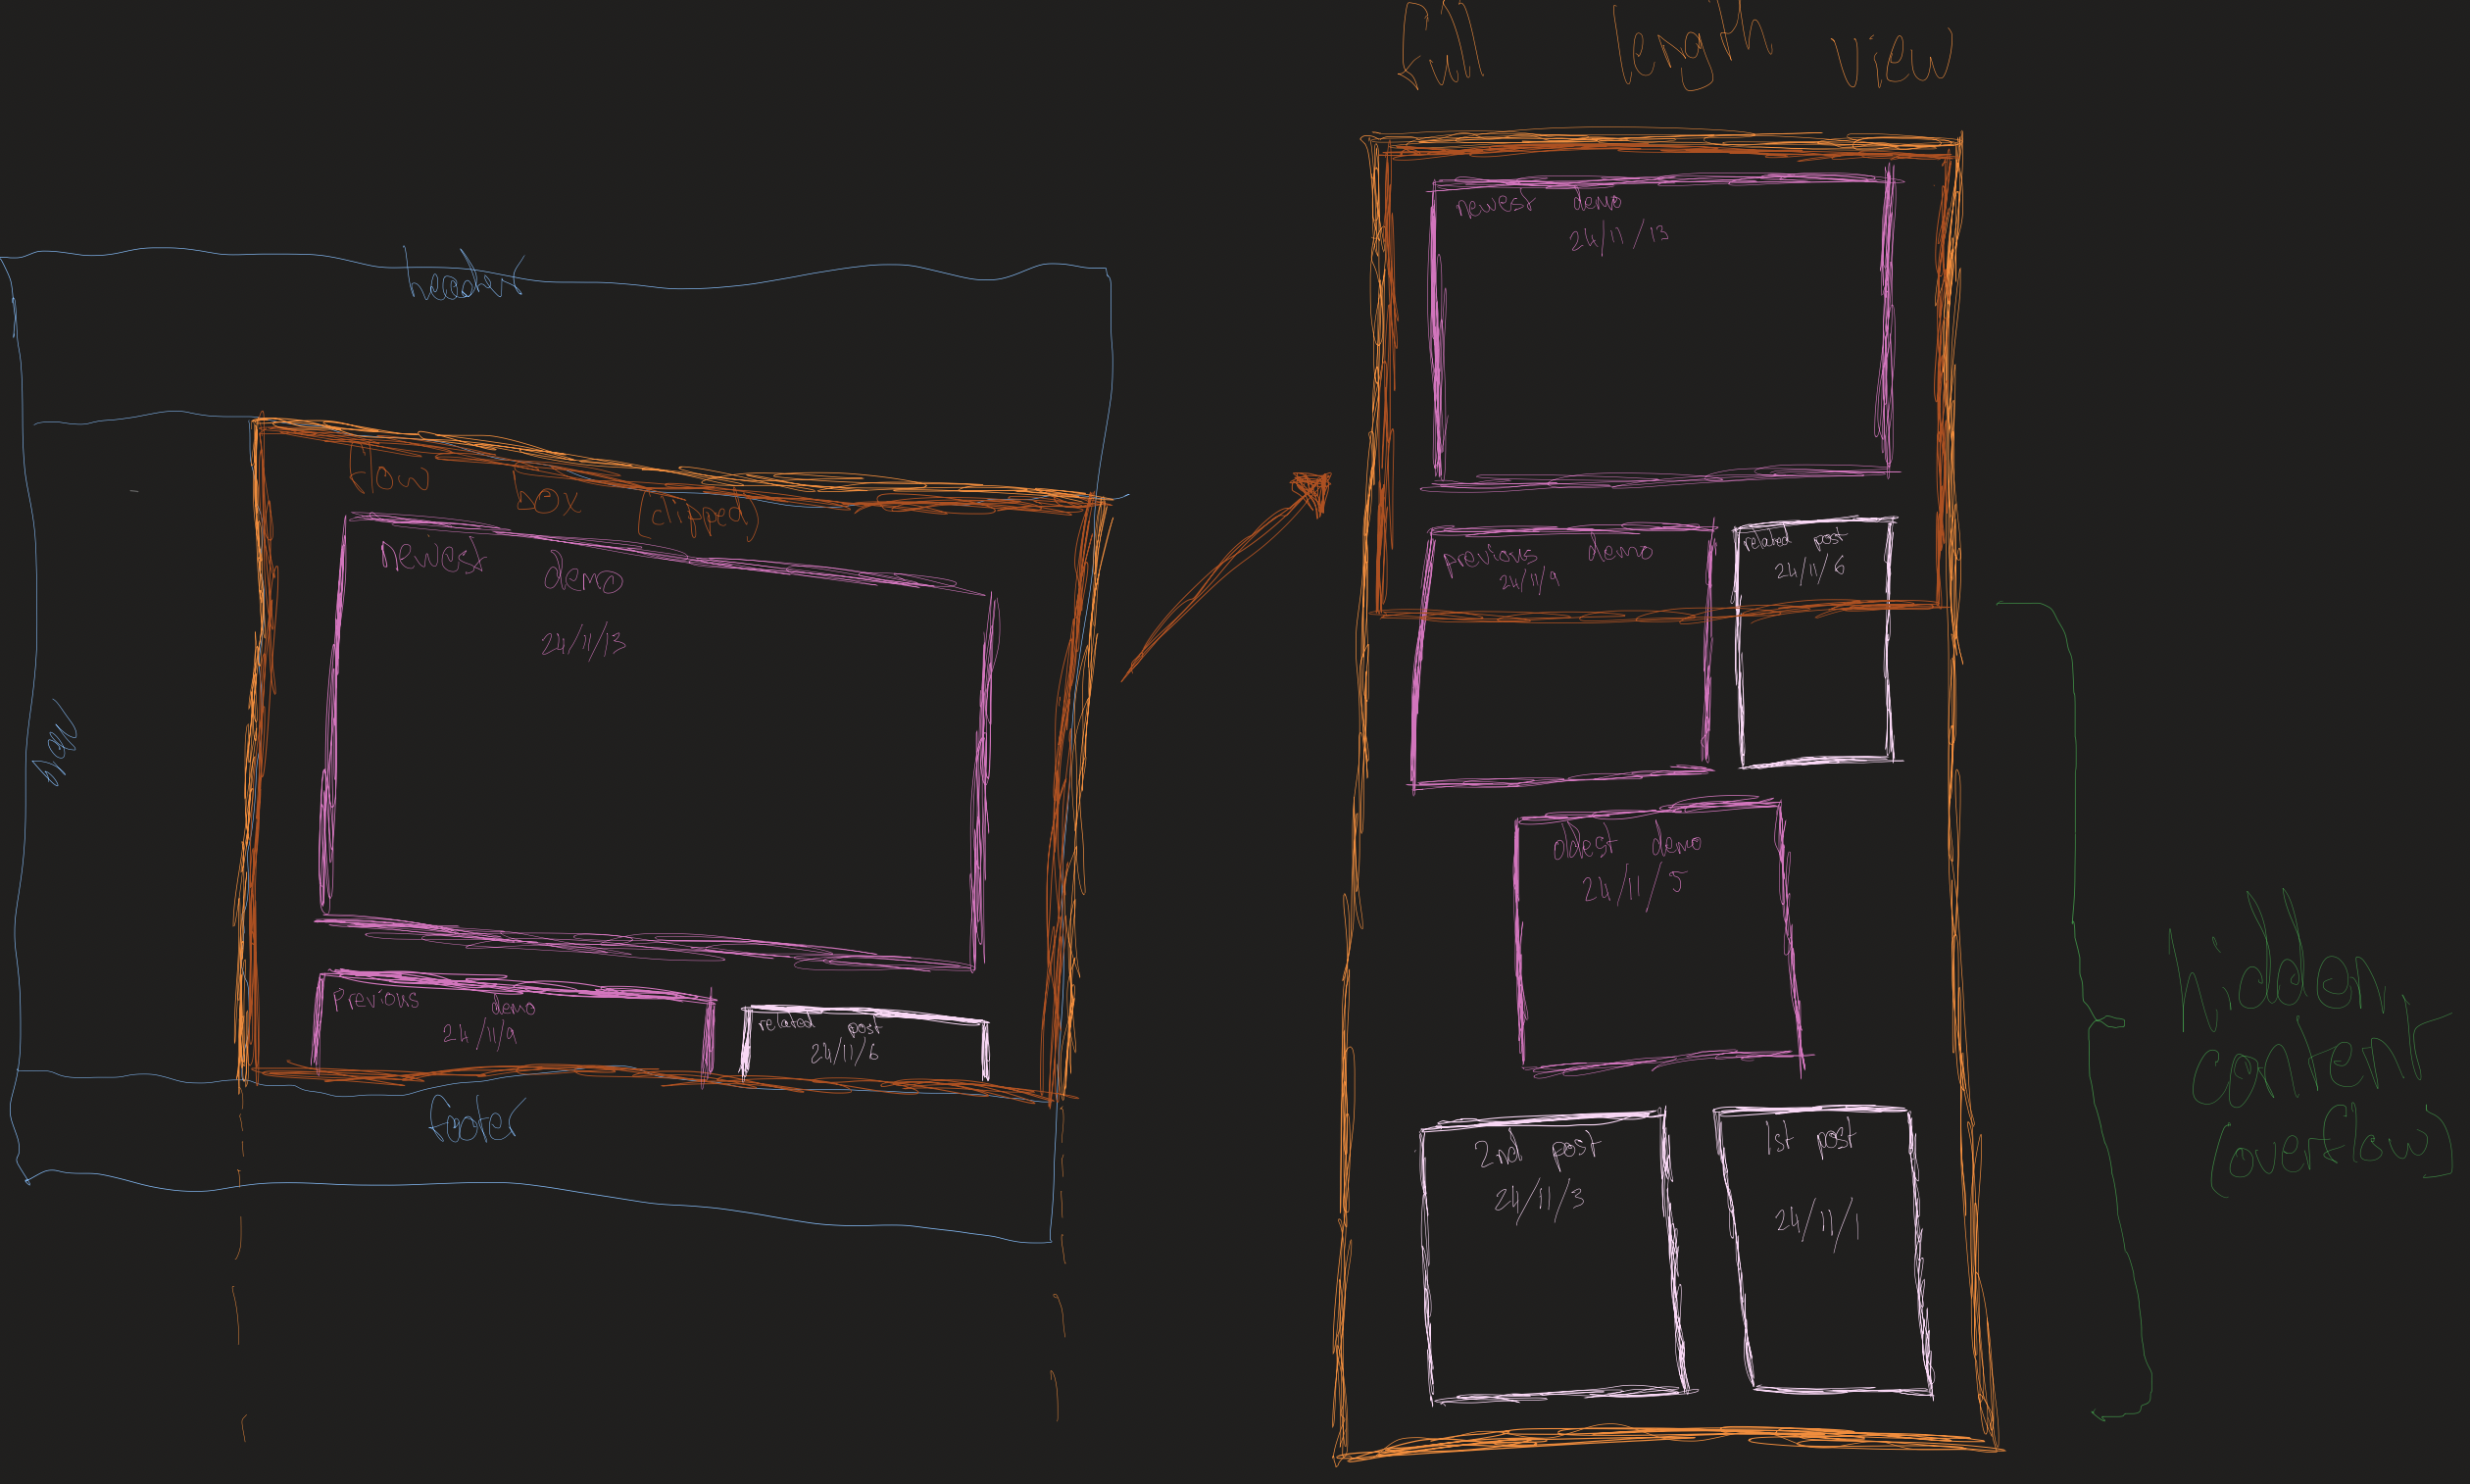 header
nav
flow box (clipped)
newest demo
24/11/13
previous demo
24/11/9
related post
24/11/6
footer
full length view
newest demo
24/11/13
previous demo
24/11/9
related post
24/11/6
oldest demo
24/11/5
2nd post
24/11/3
1st post
24/11/1
hidden
content
(overflow)